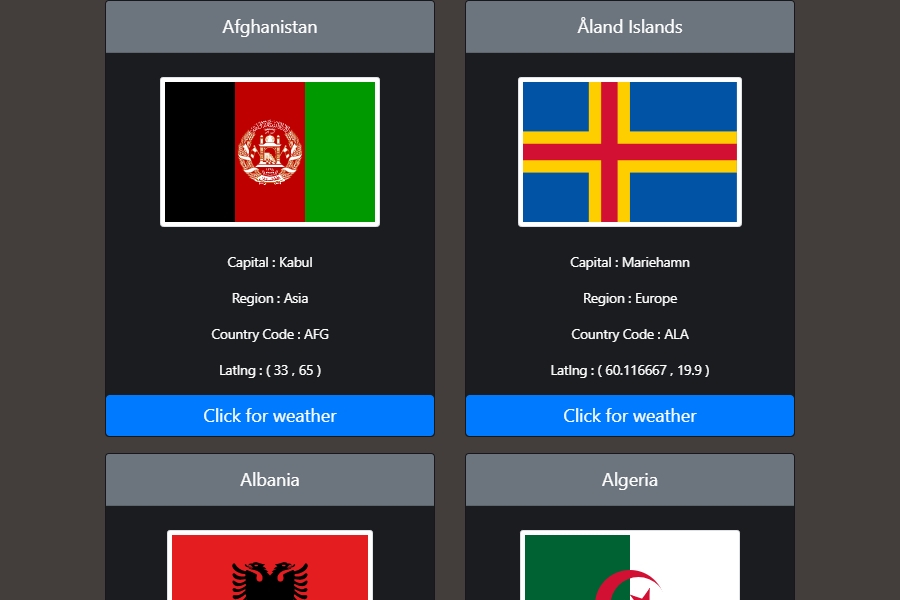 Afghanistan
Capital : Kabul
Region : Asia
Country Code : AFG
Latlng : ( 33 , 65 )
Click for weather
Åland Islands
Capital : Mariehamn
Region : Europe
Country Code : ALA
Latlng : ( 60.116667 , 19.9 )
Click for weather
Albania
Algeria